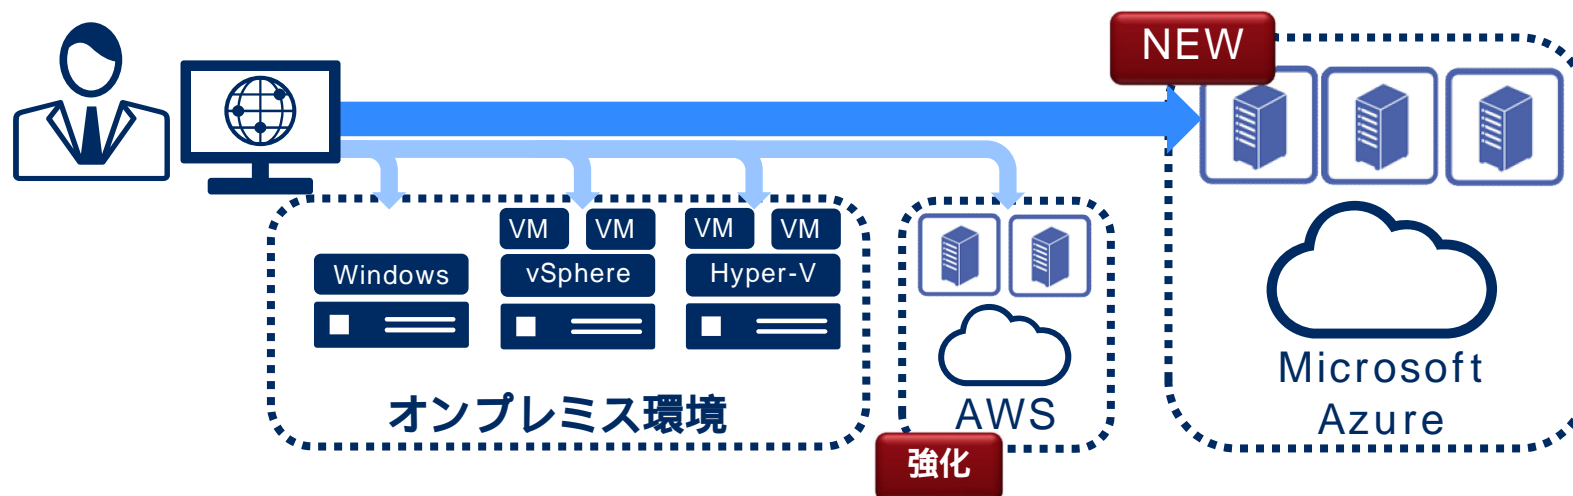 NEW
VM
VM
VM
VM
Windows
vSphere
Hyper-V
オンプレミス環境
AWS
強化
Microsoft
Azure